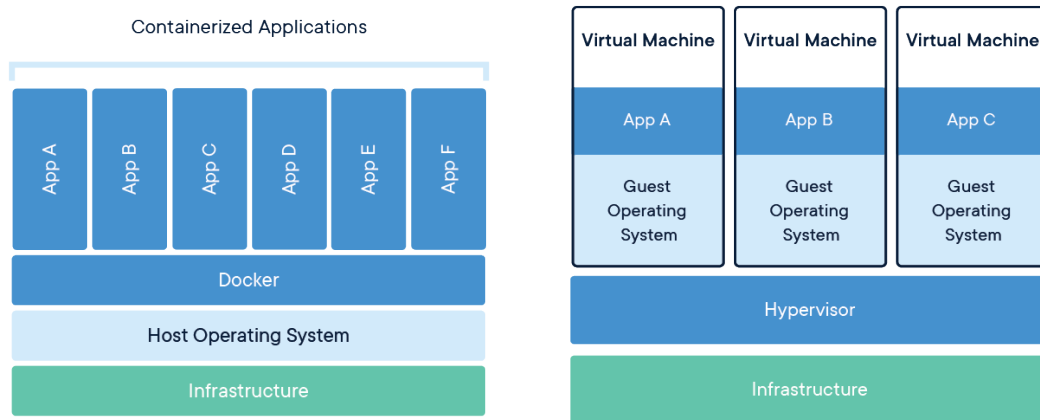 Containerized Applications
App A
App B
App C
App D
App E
App F
Docker
Host Operating System
Infrastructure
Virtual Machine
App A
Guest
Operating
System
Virtual Machine
App B
Guest
Operating
System
Virtual Machine
App C
Guest
Operating
System
Hypervisor
Infrastructure